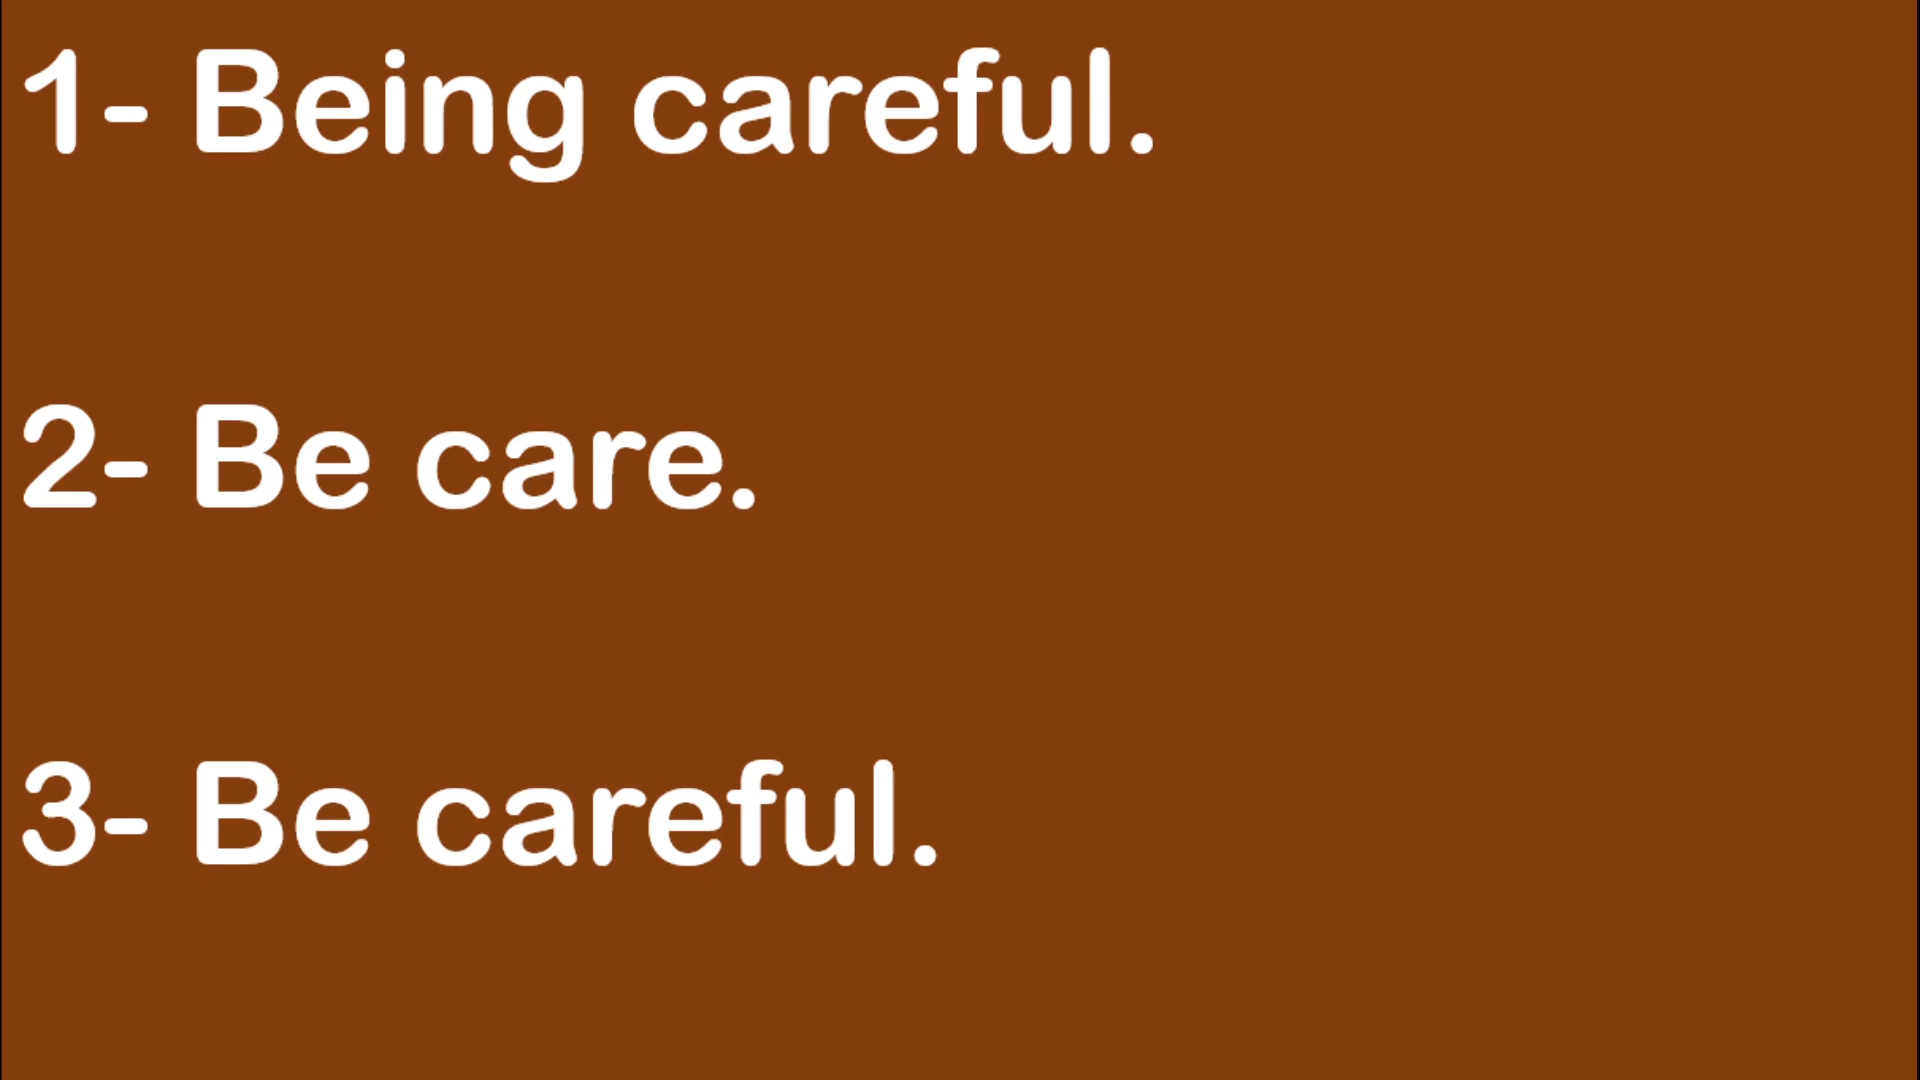 1- Being careful.
2- Be care.
3- Be careful.